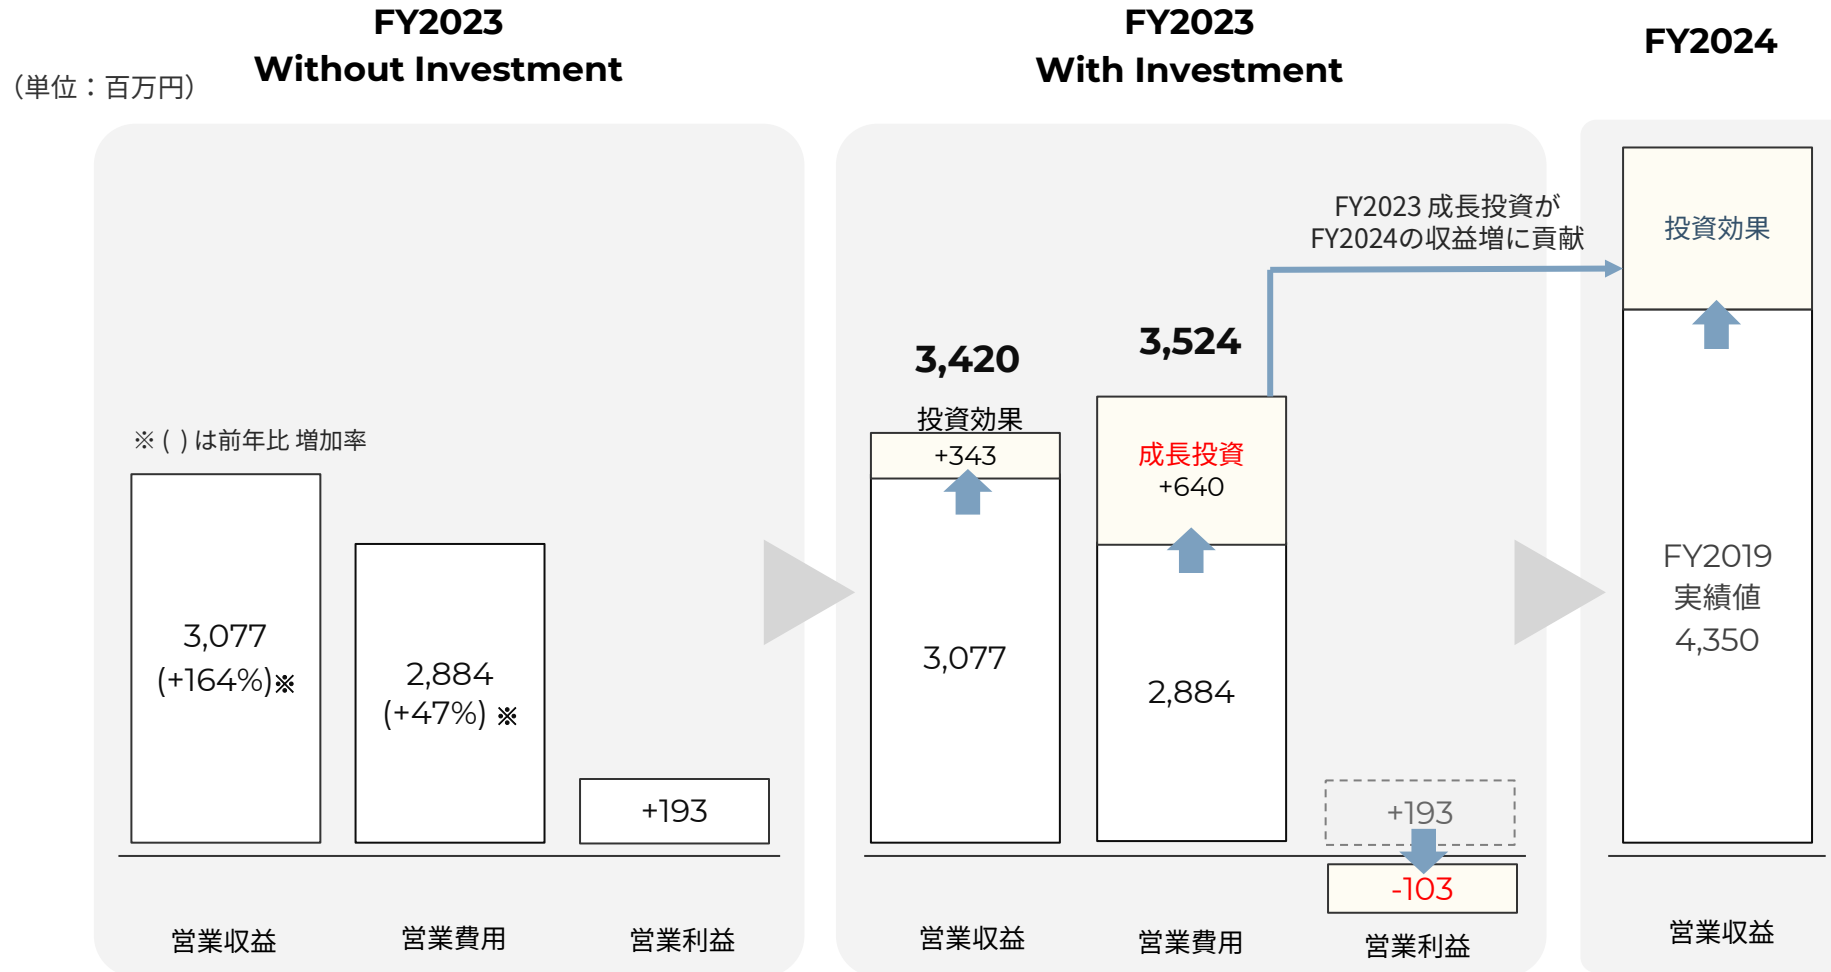 FY2023
Without Investment
（単位：百万円）
※ ( ) は前年比 増加率
3,077
(+164%)※
2,884
(+47%) ※
+193
営業収益
営業費用
営業利益
FY2023
With Investment
FY2023 成長投資が
FY2024の収益増に貢献
3,420
投資効果
+343
3,077
3,524
成長投資
+640
2,884
+193
-103
営業収益
営業費用
営業利益
FY2024
投資効果
FY2019
実績値
4,350
営業収益